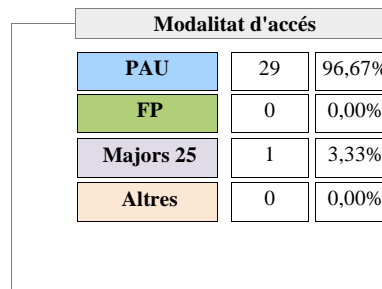 Modalitat d'accés
PAU 29 96,67%
FP 0 0,00%
Majors 25 1 3,33%
Altres 0 0,00%